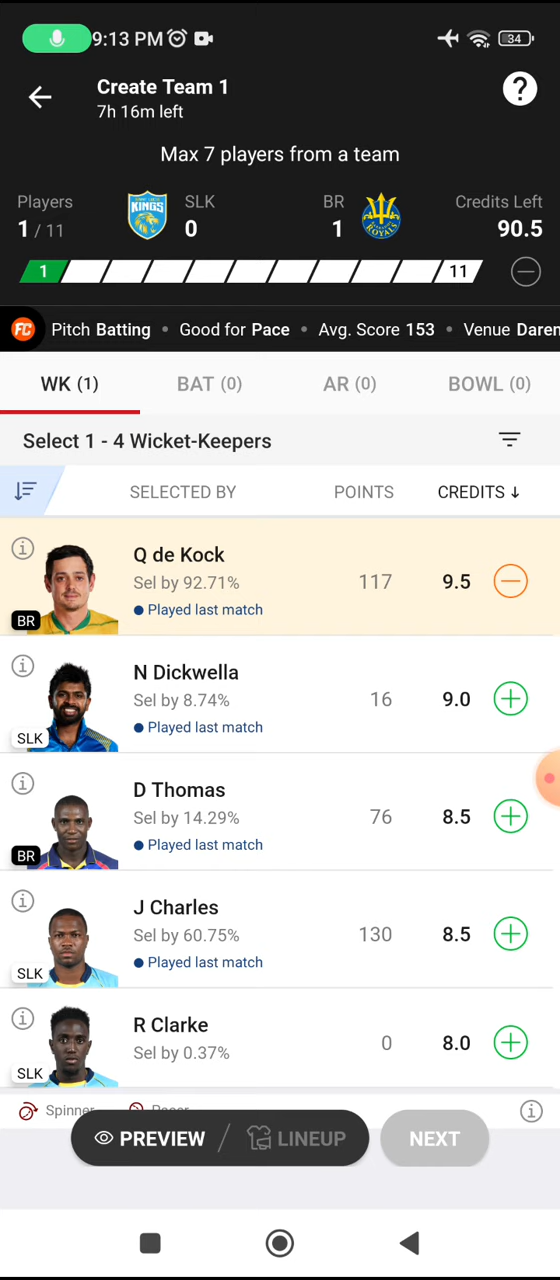 9:13 PM 34
Create Team 1
7h 16m left
?
Max 7 players from a team
Players SLK BR Credits Left
1 / 11 KINGS 0 1 ROYALS 90.5
1 11
FC Pitch Batting • Good for Pace • Avg. Score 153 • Venue Daren
WK (1) BAT (0) AR (0) BOWL (0)
Select 1 - 4 Wicket-Keepers
SELECTED BY POINTS CREDITS ↓
Q de Kock
Sel by 92.71% 117 9.5
BR • Played last match
N Dickwella
Sel by 8.74% 16 9.0
SLK • Played last match
D Thomas
Sel by 14.29% 76 8.5
BR • Played last match
J Charles
Sel by 60.75% 130 8.5
SLK • Played last match
R Clarke
Sel by 0.37% 0 8.0
SLK
Spinner Pacer
PREVIEW / LINEUP NEXT